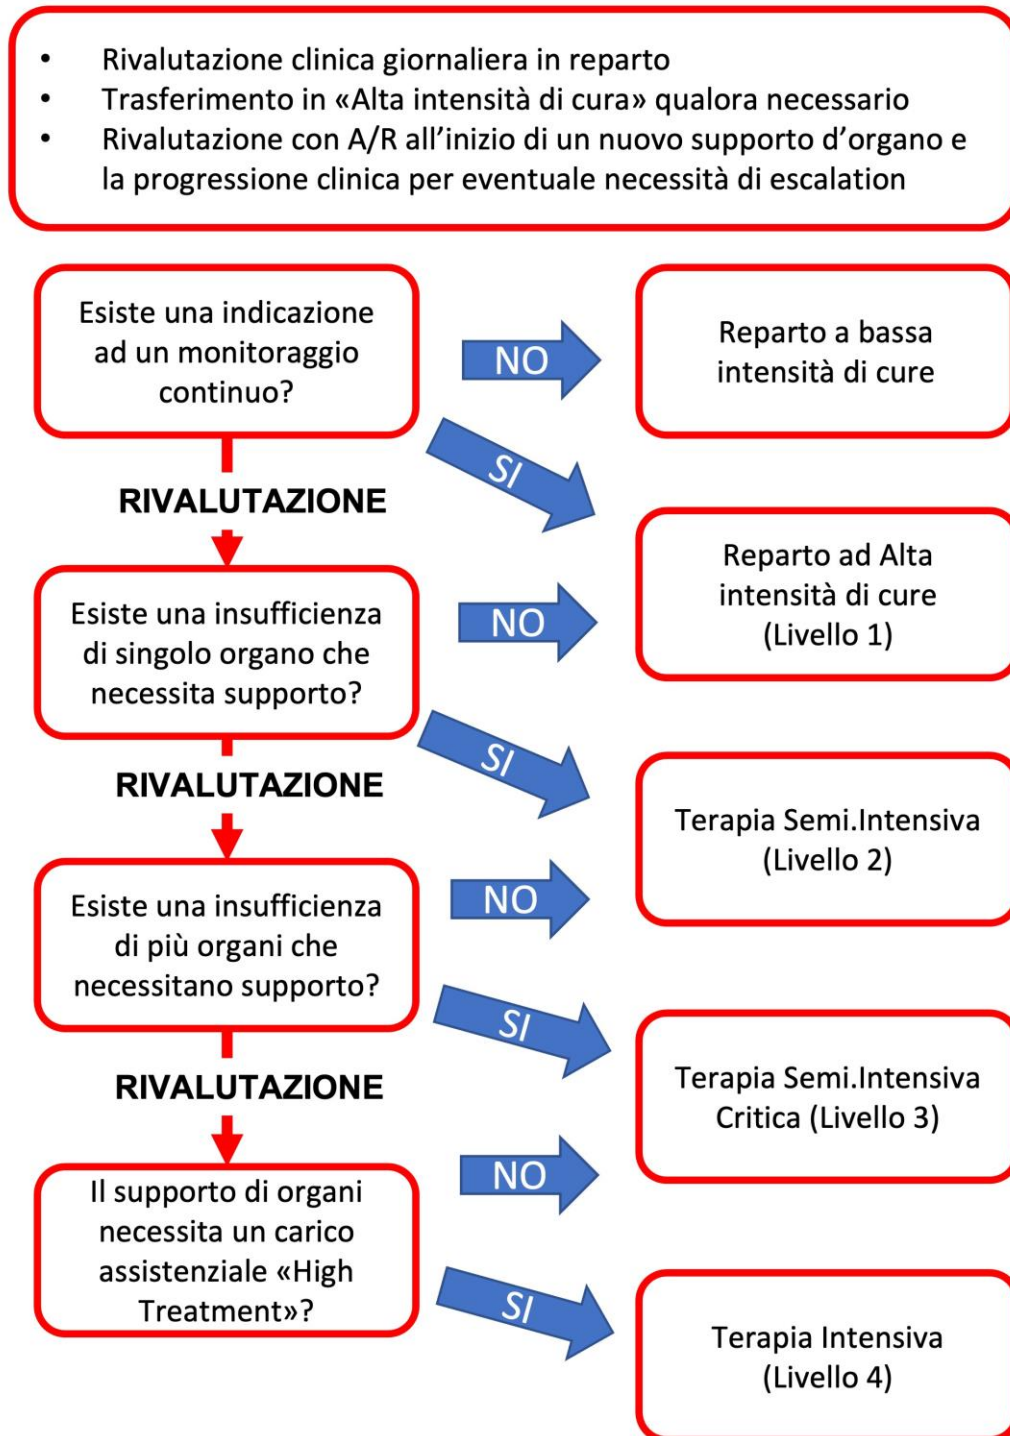 • Rivalutazione clinica giornaliera in reparto
• Trasferimento in «Alta intensità di cura» qualora necessario
• Rivalutazione con A/R all’inizio di un nuovo supporto d’organo e
la progressione clinica per eventuale necessità di escalation
Esiste una indicazione
ad un monitoraggio
continuo?
NO
Reparto a bassa
intensità di cure
SI
RIVALUTAZIONE
Reparto ad Alta
intensità di cure
(Livello 1)
Esiste una insufficienza
di singolo organo che
necessita supporto?
NO
SI
RIVALUTAZIONE
Terapia Semi.Intensiva
(Livello 2)
Esiste una insufficienza
di più organi che
necessitano supporto?
NO
SI
RIVALUTAZIONE
Terapia Semi.Intensiva
Critica (Livello 3)
Il supporto di organi
necessita un carico
assistenziale «High
Treatment»?
NO
SI
Terapia Intensiva
(Livello 4)